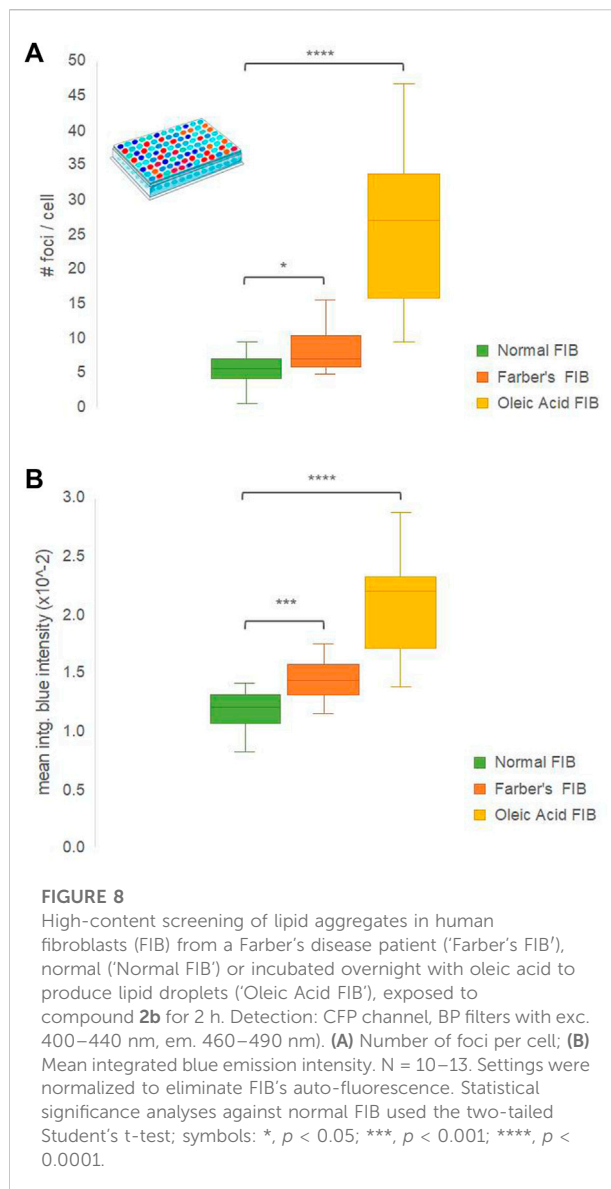 A
50
45
40
35
30
25
20
15
10
5
0
# foci / cell
****
*
Normal FIB
Farber's FIB
Oleic Acid FIB
B
3.0
2.5
2.0
1.5
1.0
0.5
0.0
mean intg. blue intensity (x10^-2)
****
***
Normal FIB
Farber's FIB
Oleic Acid FIB
FIGURE 8
High-content screening of lipid aggregates in human
fibroblasts (FIB) from a Farber's disease patient ('Farber's FIB′),
normal ('Normal FIB') or incubated overnight with oleic acid to
produce lipid droplets ('Oleic Acid FIB'), exposed to
compound 2b for 2 h. Detection: CFP channel, BP filters with exc.
400–440 nm, em. 460–490 nm). (A) Number of foci per cell; (B)
Mean integrated blue emission intensity. N = 10–13. Settings were
normalized to eliminate FIB's auto-fluorescence. Statistical
significance analyses against normal FIB used the two-tailed
Student's t-test; symbols: *, p < 0.05; ***, p < 0.001; ****, p <
0.0001.